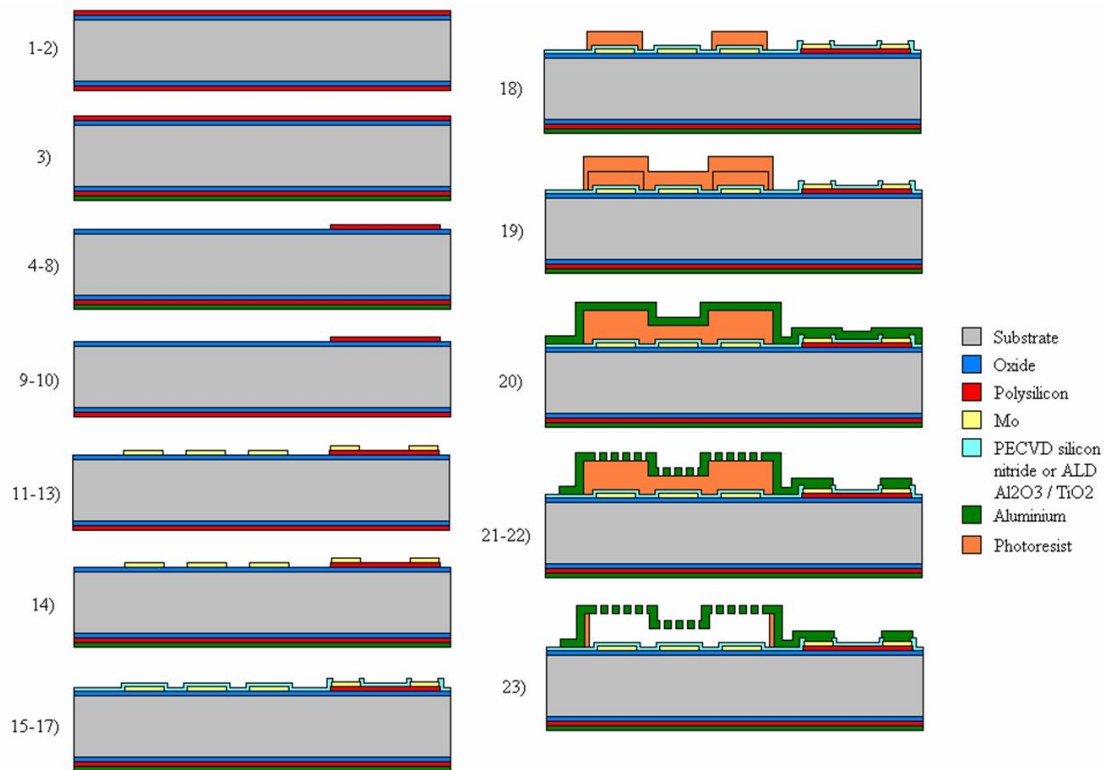 1-2)
3)
4-8)
9-10)
11-13)
14)
15-17)
18)
19)
20)
21-22)
23)
Substrate
Oxide
Polysilicon
Mo
PECVD silicon
nitride or ALD
Al2O3 / TiO2
Aluminium
Photoresist